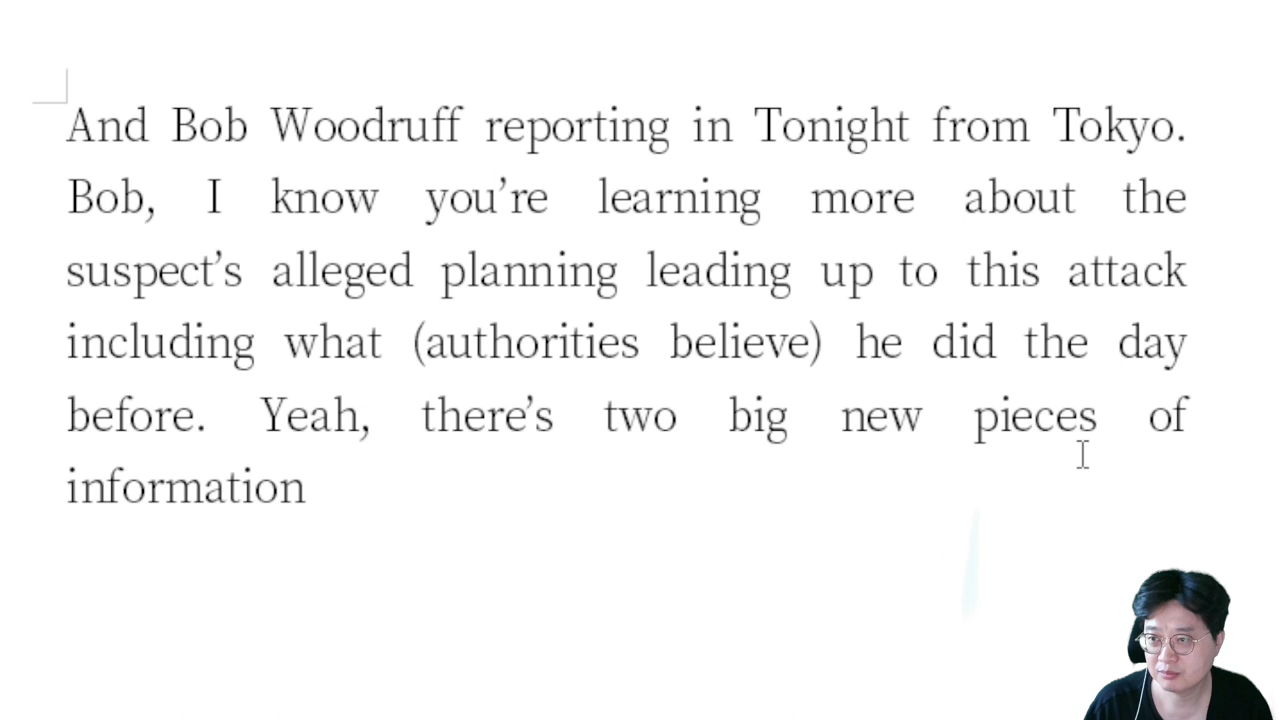 And Bob Woodruff reporting in Tonight from Tokyo.
Bob, I know you’re learning more about the
suspect’s alleged planning leading up to this attack
including what (authorities believe) he did the day
before. Yeah, there’s two big new pieces of
information